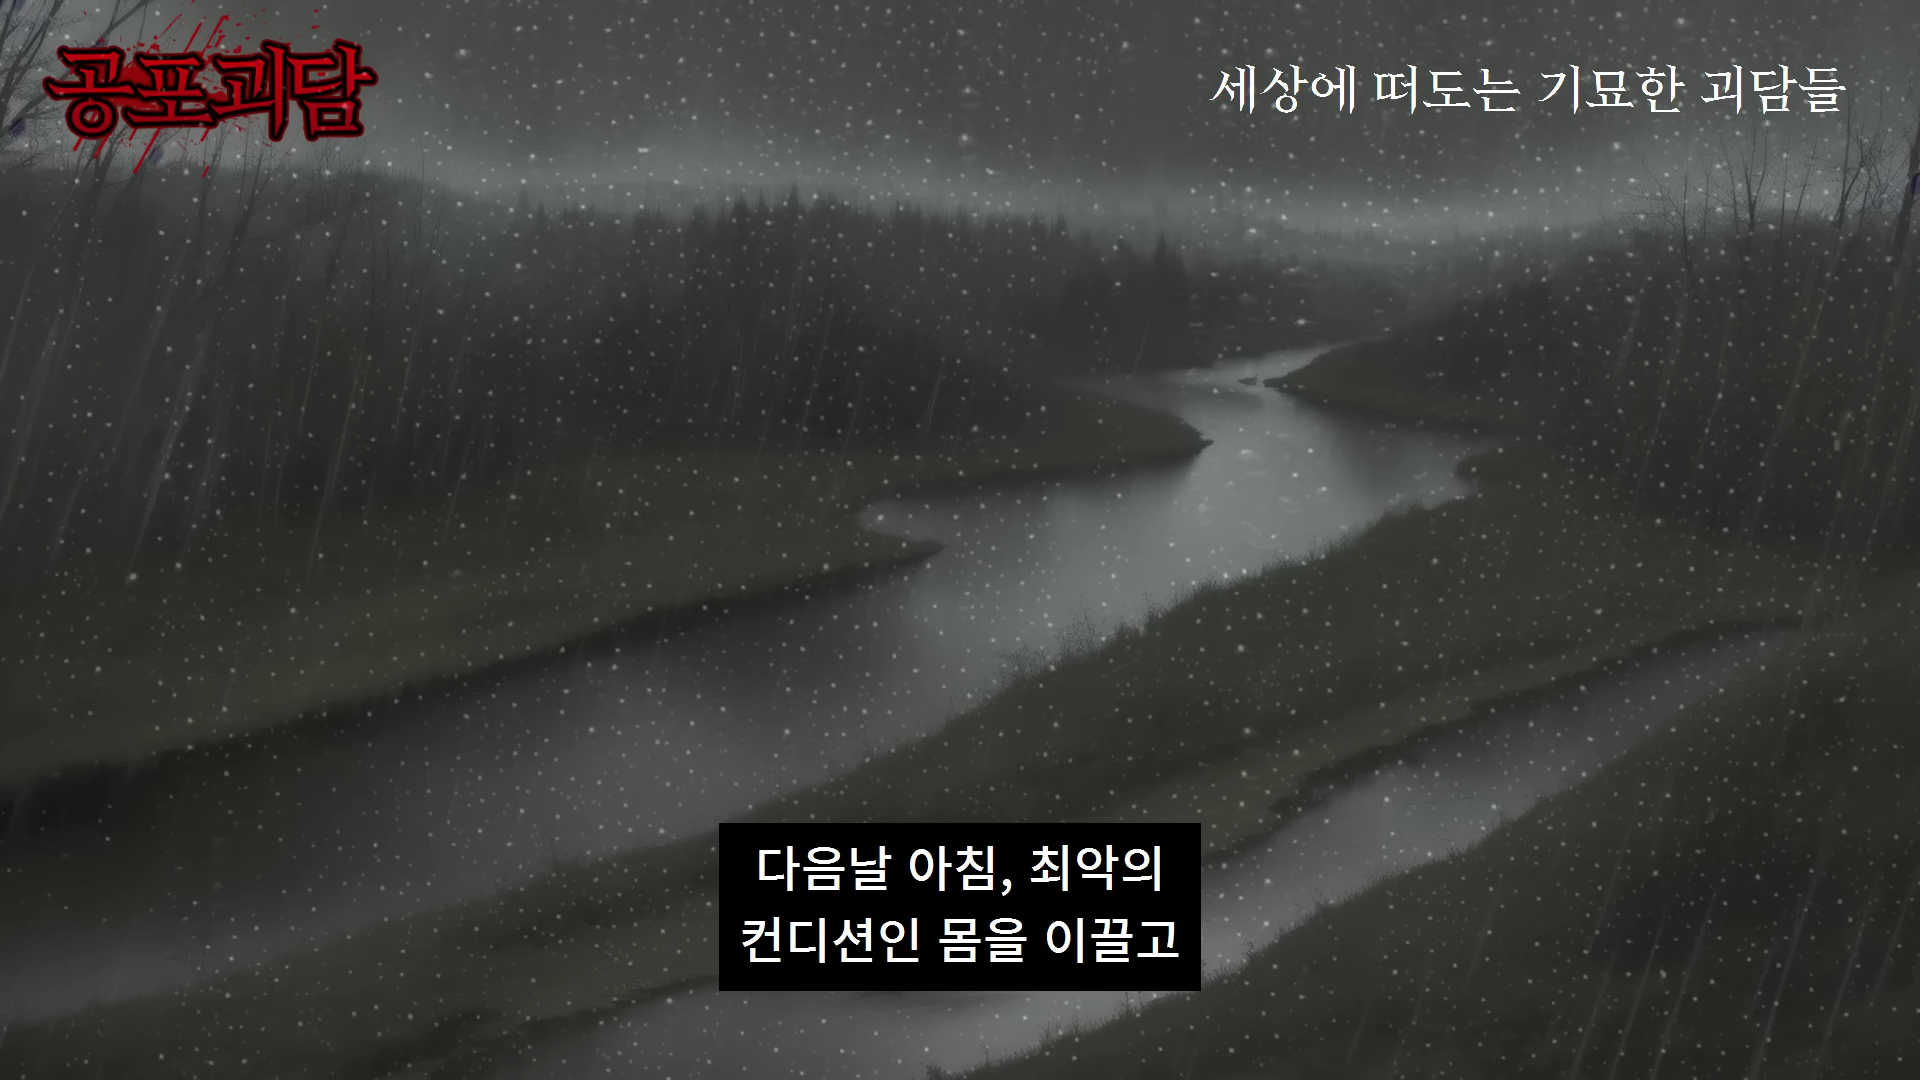 공포괴담
세상에 떠도는 기묘한 괴담들
다음날 아침, 최악의
컨디션인 몸을 이끌고